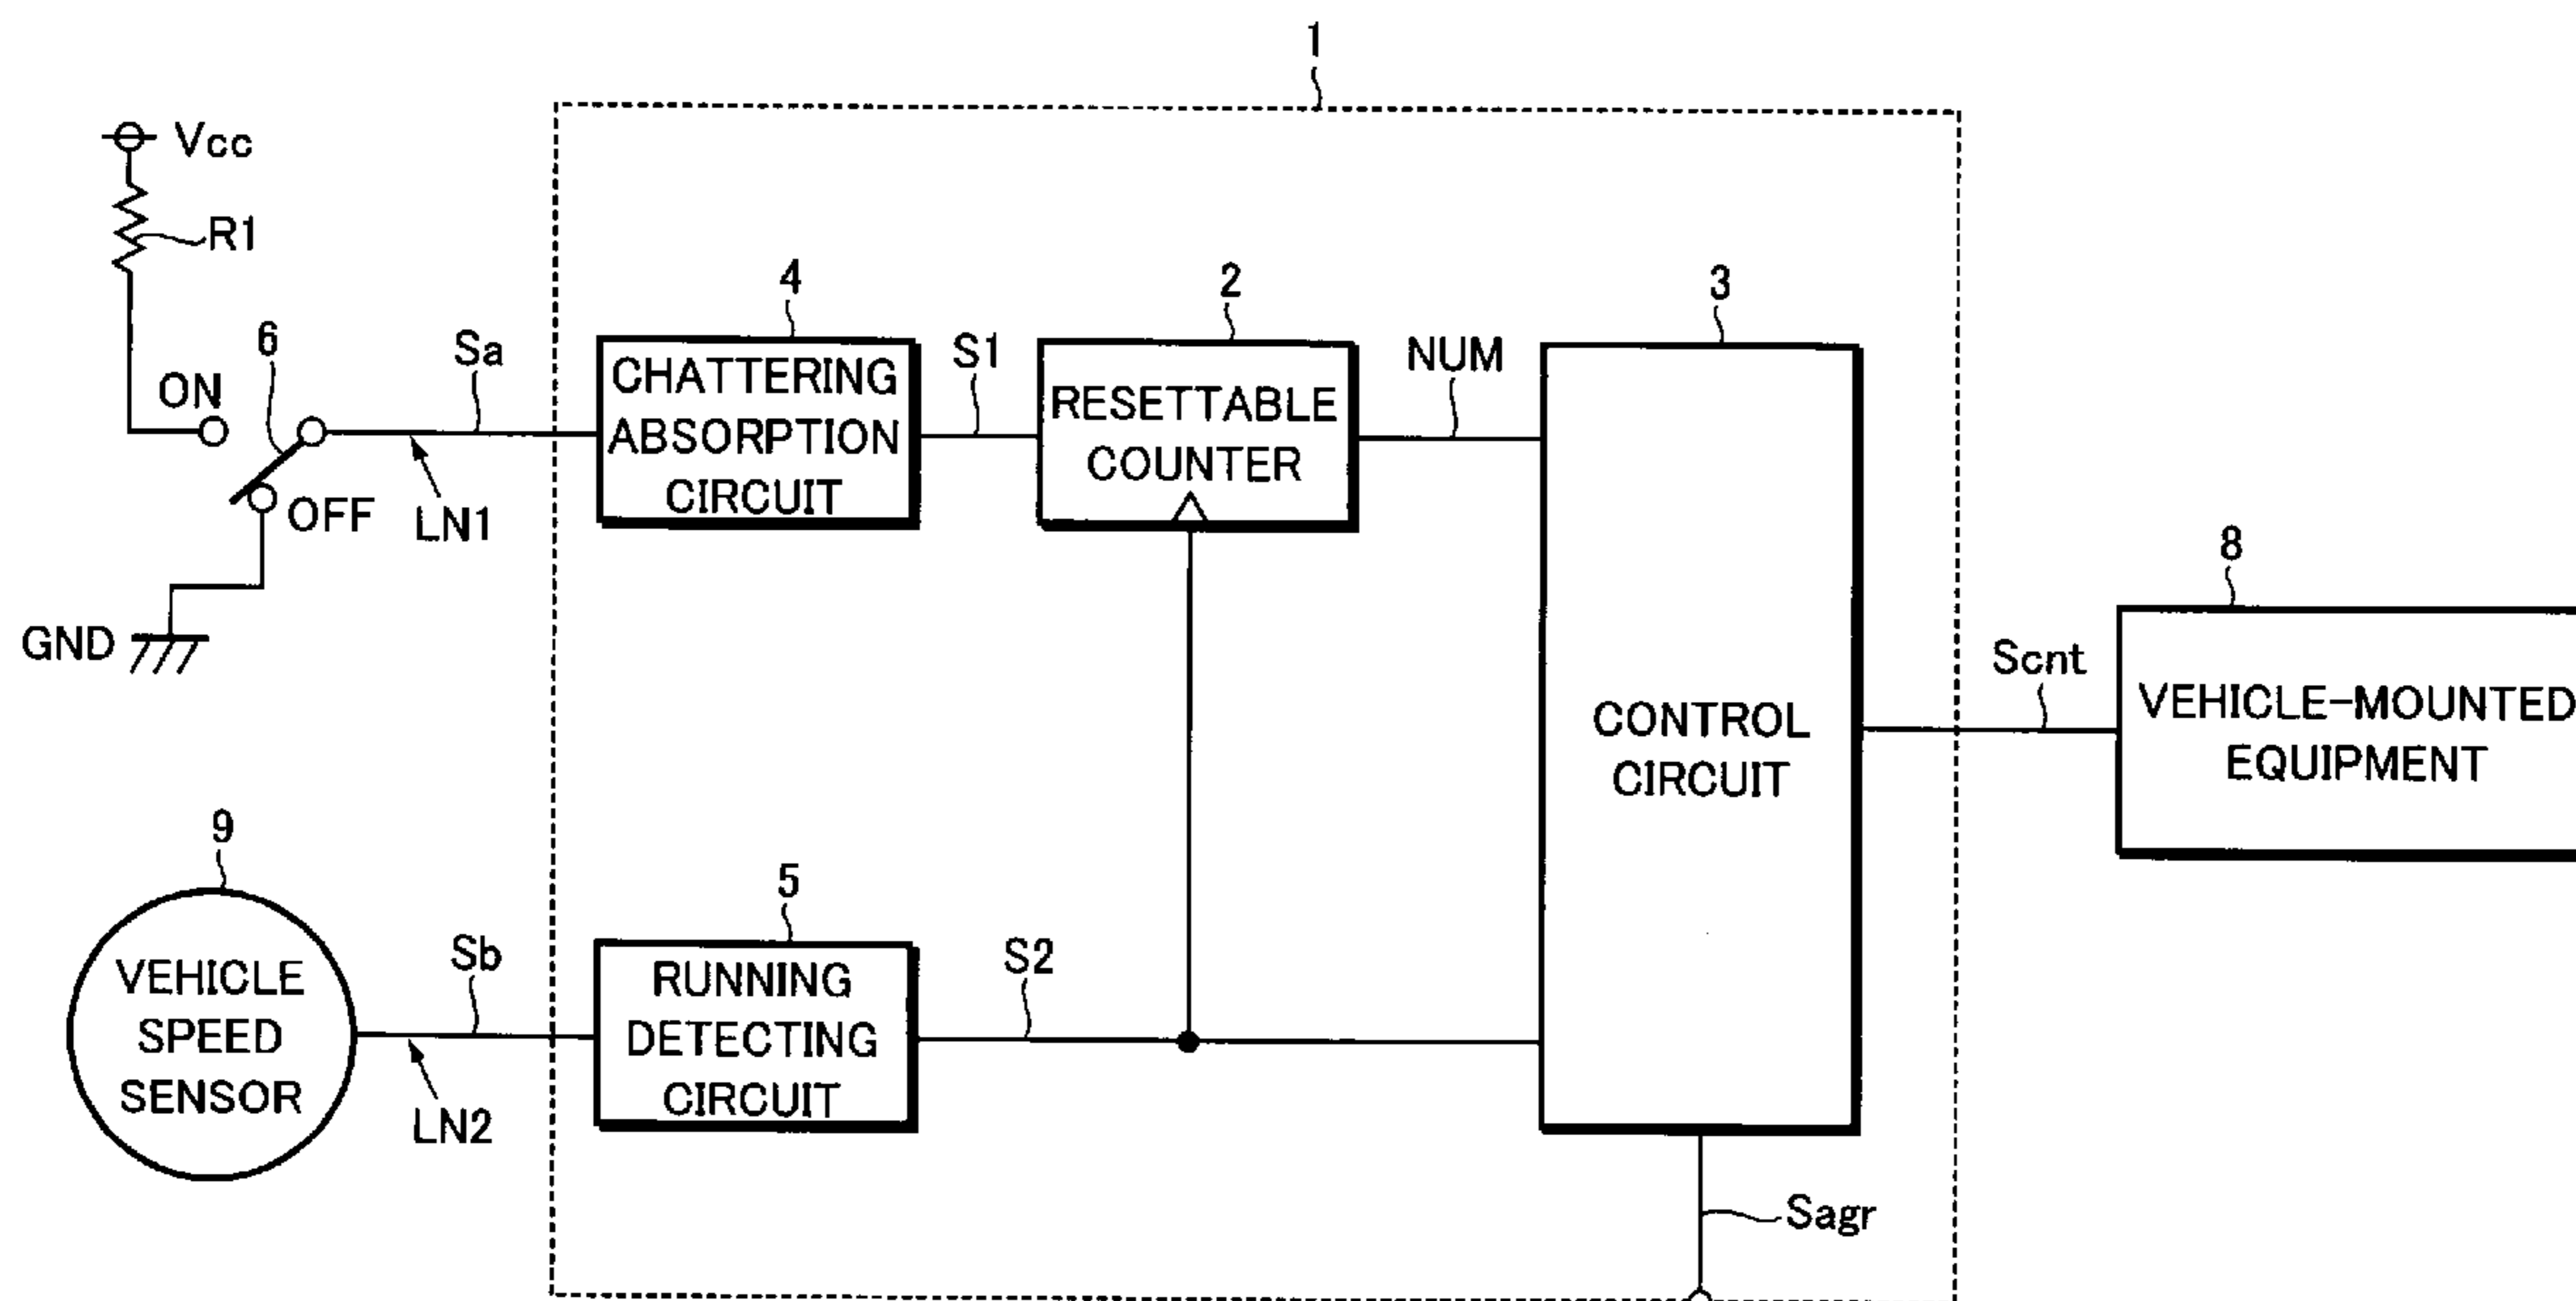 1
Vcc
R1
4
2
3
6
Sa
S1
NUM
ON
CHATTERING
ABSORPTION
CIRCUIT
RESETTABLE
COUNTER
OFF
LN1
8
GND
Scnt
CONTROL
CIRCUIT
VEHICLE-MOUNTED
EQUIPMENT
9
5
Sb
S2
VEHICLE
SPEED
SENSOR
RUNNING
DETECTING
CIRCUIT
LN2
Sagr